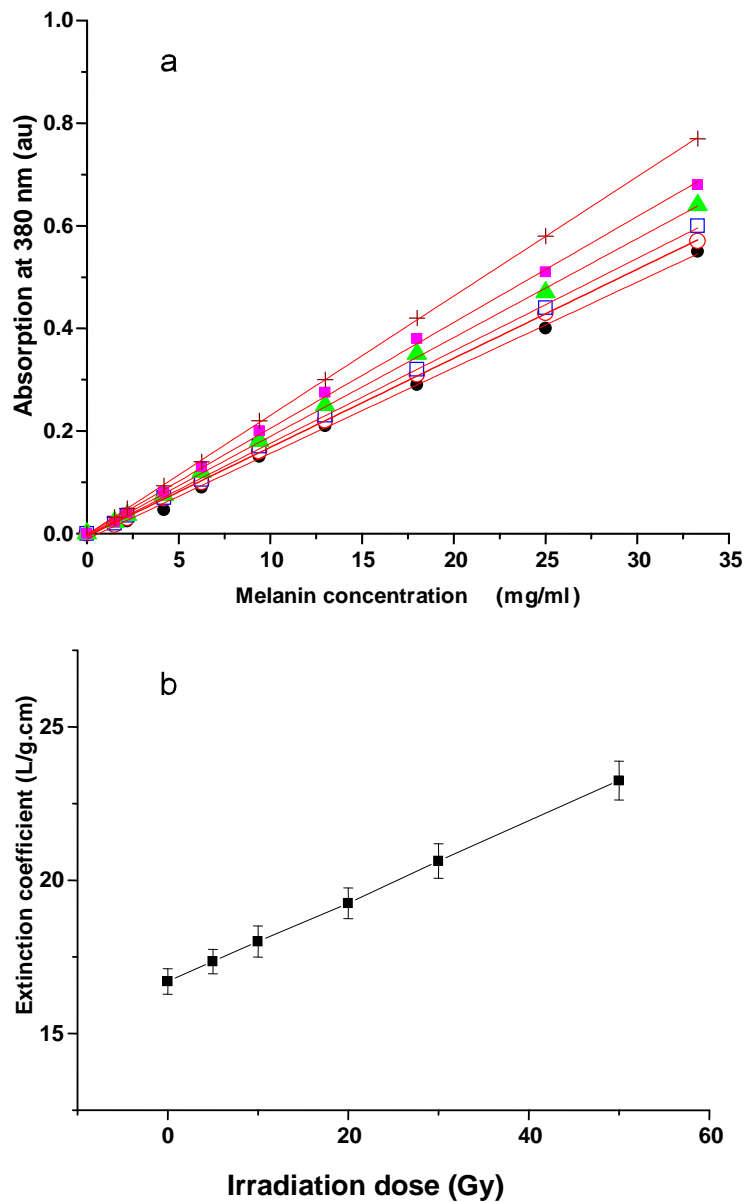 a
Absorption at 380 nm (au)
1.0
0.8
0.6
0.4
0.2
0.0
0 5 10 15 20 25 30 35
Melanin concentration (mg/ml)
b
Extinction coefficient (L/g.cm)
25
20
15
0 20 40 60
Irradiation dose (Gy)